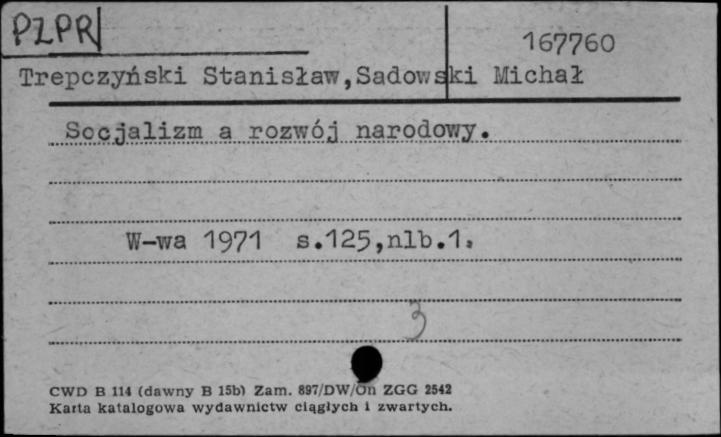 PZPR
167760
Trepczyński Stanisław,Sadowski Michał
Socjalizm a rozwój narodowy.
W-wa 1971 s.125,nlb.1.
3
CWD B 114 (dawny B 15b) Zam. 897/DW/On ZGG 2542
Karta katalogowa wydawnictw ciągłych i zwartych.